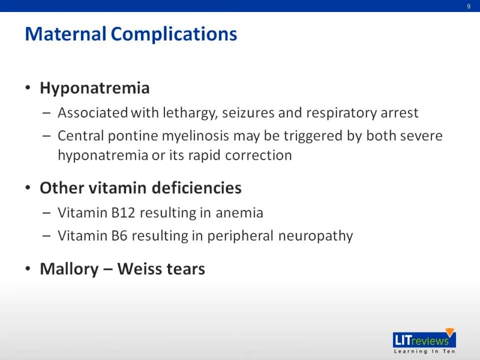 9
Maternal Complications
• Hyponatremia
– Associated with lethargy, seizures and respiratory arrest
– Central pontine myelinosis may be triggered by both severe
hyponatremia or its rapid correction
• Other vitamin deficiencies
– Vitamin B12 resulting in anemia
– Vitamin B6 resulting in peripheral neuropathy
• Mallory – Weiss tears
LITreviews
Learning In Ten